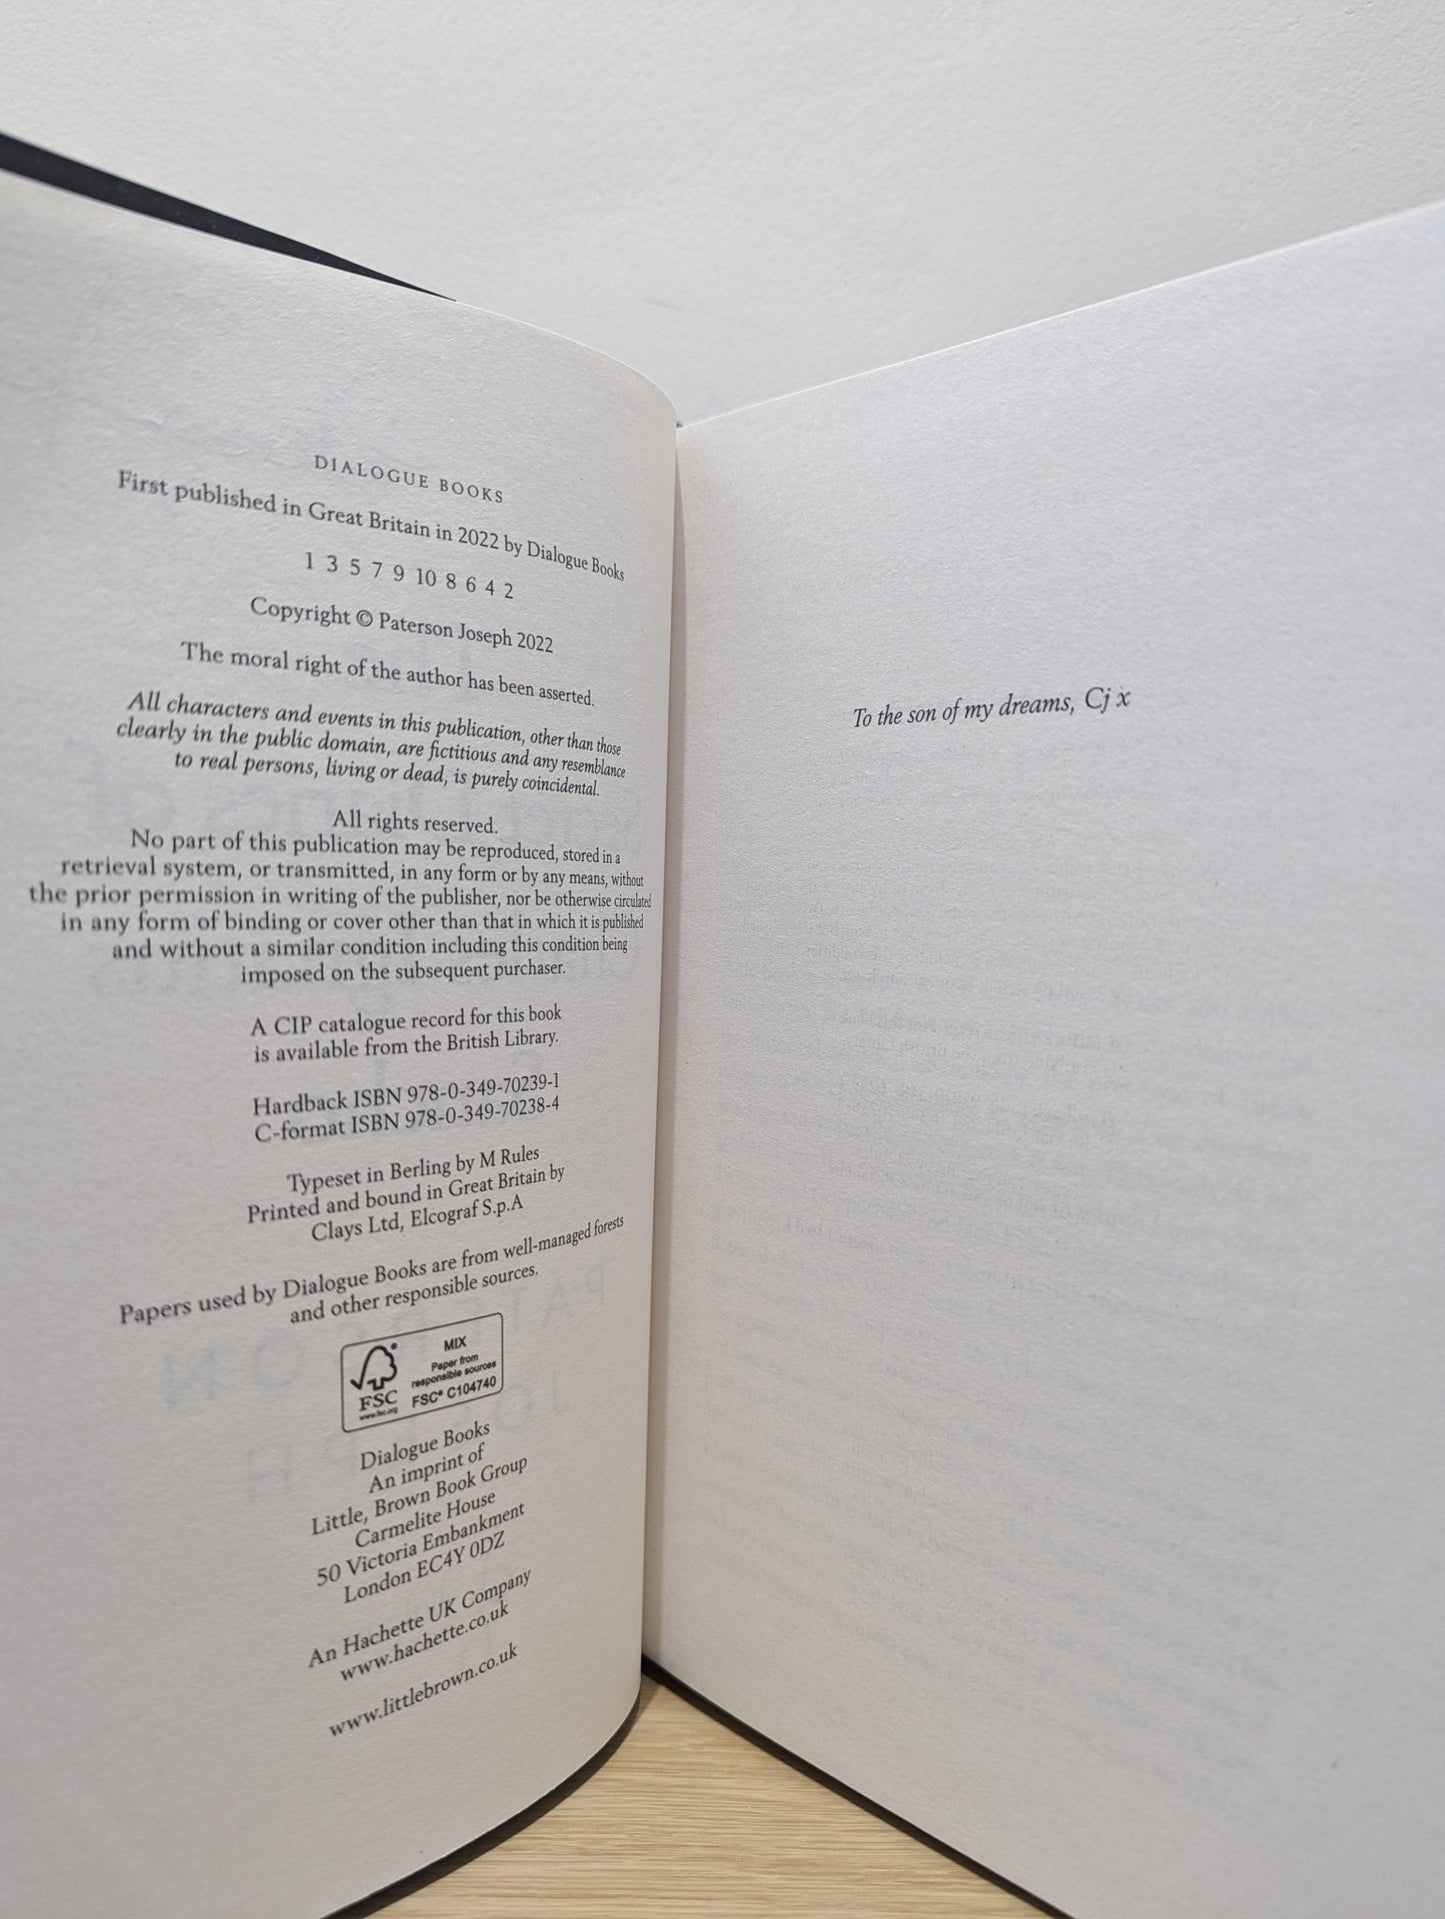 DIALOGUE BOOKS
First published in Great Britain in 2022 by Dialogue Books
1 3 5 7 9 10 8 6 4 2
Copyright © Paterson Joseph 2022
The moral right of the author has been asserted.
All characters and events in this publication, other than those
clearly in the public domain, are fictitious and any resemblance
to real persons, living or dead, is purely coincidental.
All rights reserved.
No part of this publication may be reproduced, stored in a
retrieval system, or transmitted, in any form or by any means, without
the prior permission in writing of the publisher, nor be otherwise circulated
in any form of binding or cover other than that in which it is published
and without a similar condition including this condition being
imposed on the subsequent purchaser.
A CIP catalogue record for this book
is available from the British Library.
Hardback ISBN 978-0-349-70239-1
C-format ISBN 978-0-349-70238-4
Typeset in Berling by M Rules
Printed and bound in Great Britain by
Clays Ltd, Elcograf S.p.A
Papers used by Dialogue Books are from well-managed forests
and other responsible sources.
MIX
Paper from
responsible sources
FSC® C104740
FSC
www.fsc.org
Dialogue Books
An imprint of
Little, Brown Book Group
Carmelite House
50 Victoria Embankment
London EC4Y 0DZ
An Hachette UK Company
www.hachette.co.uk
www.littlebrown.co.uk
To the son of my dreams, Cj x